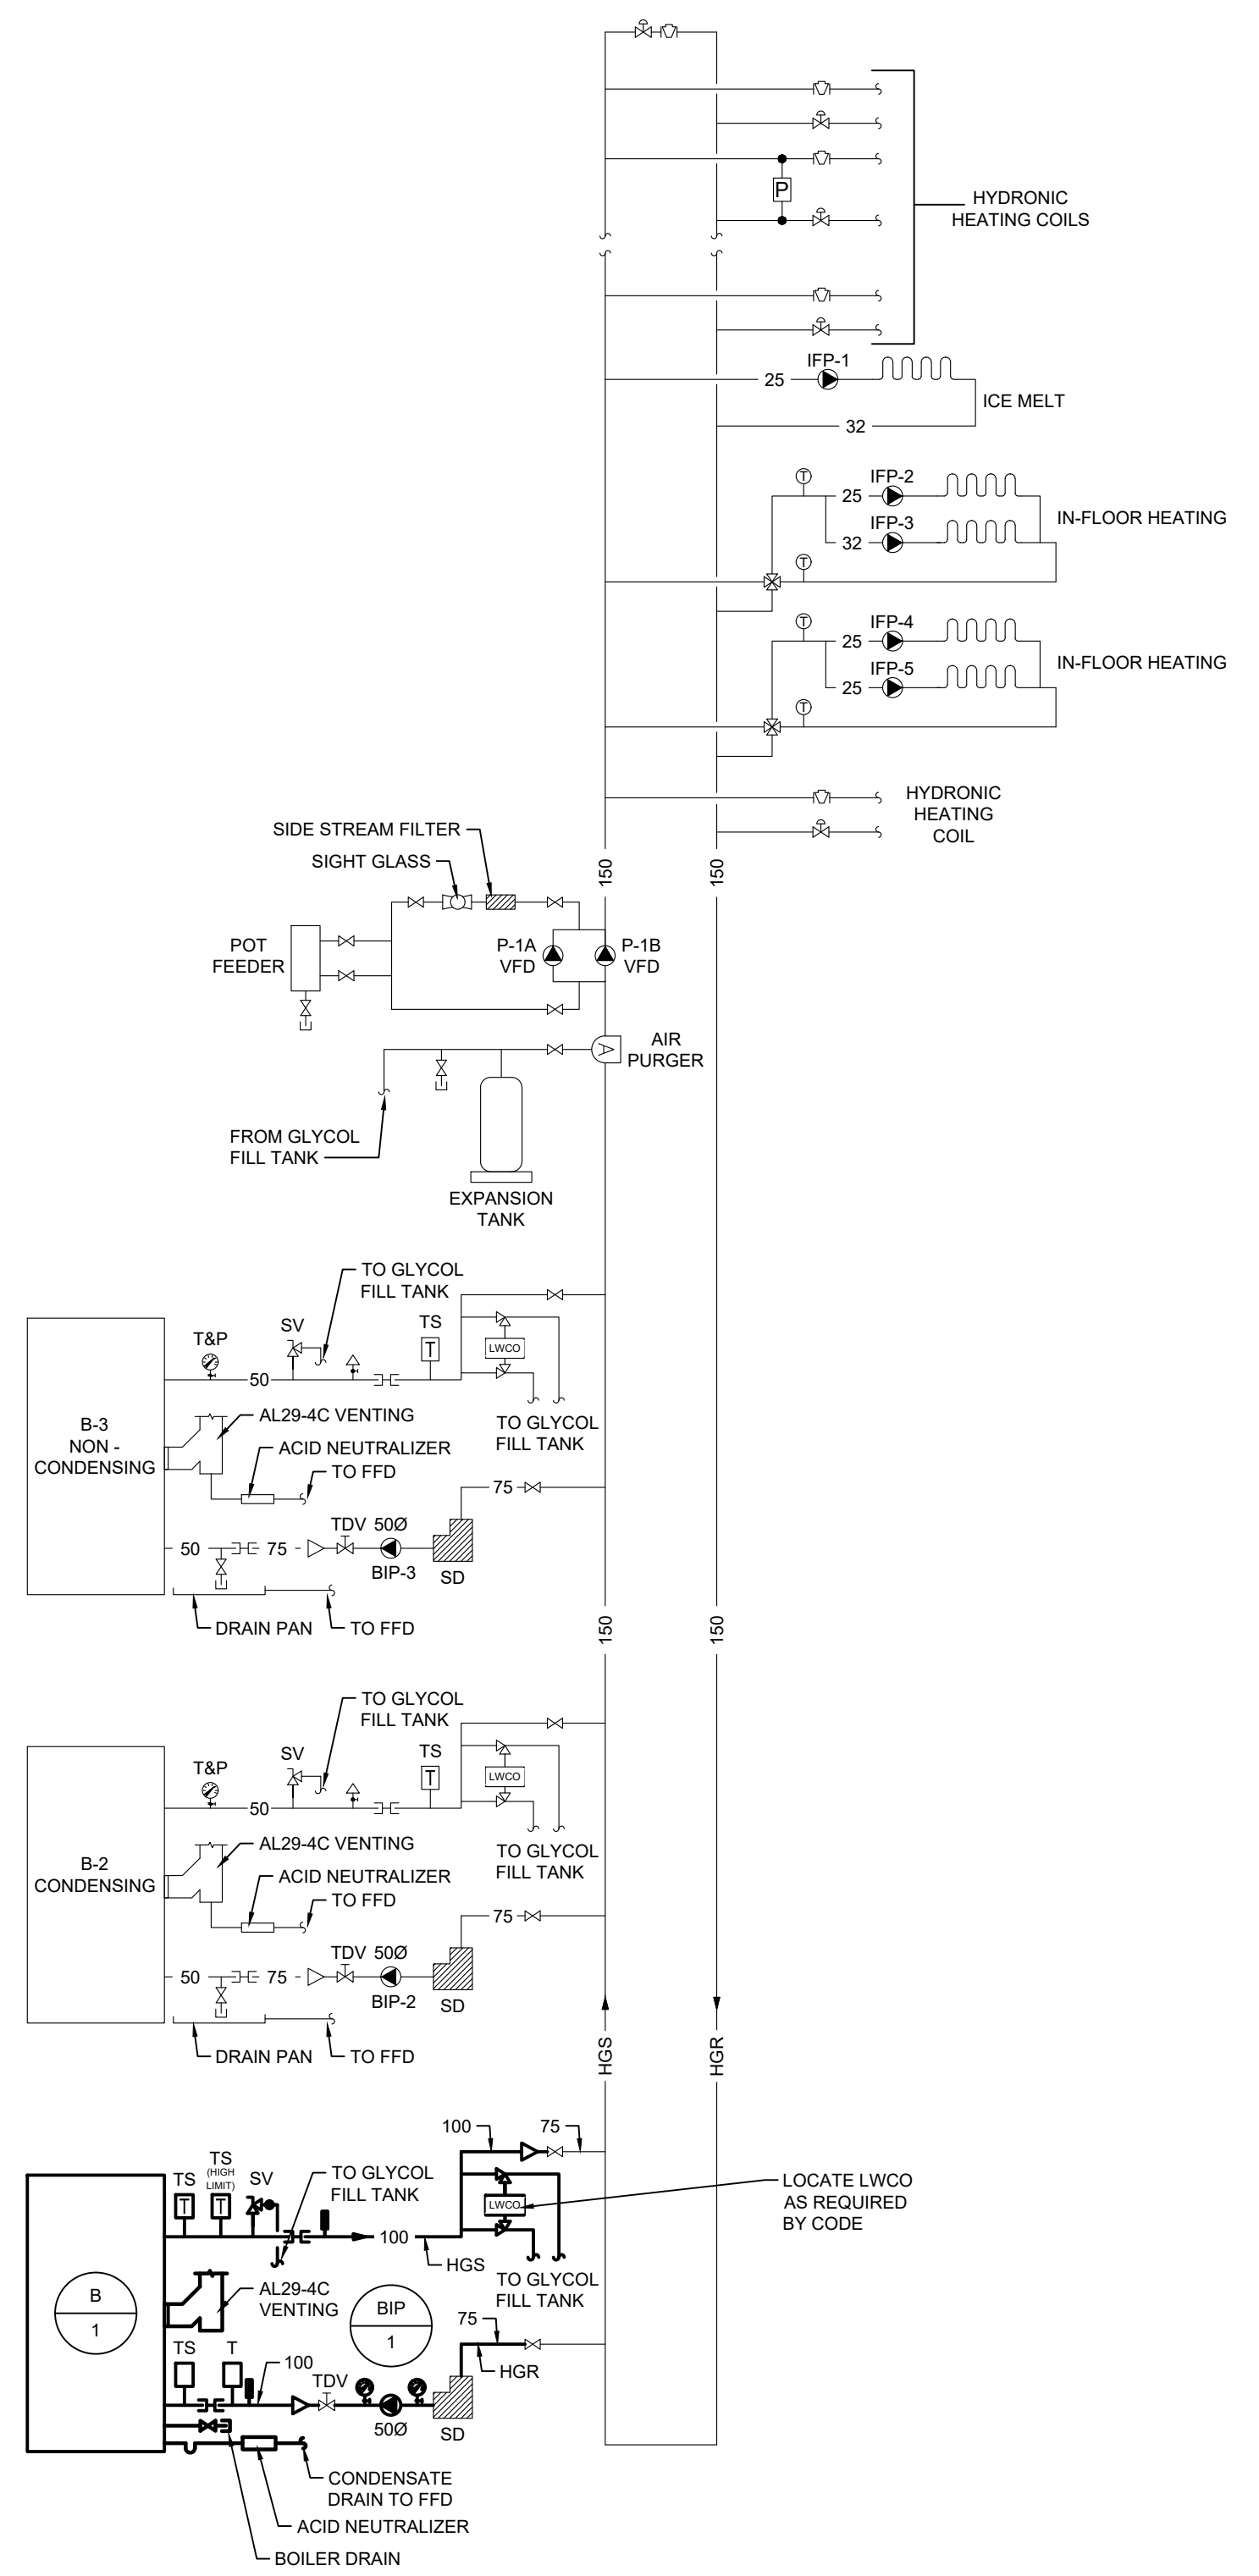 P
HYDRONIC
HEATING COILS
IFP-1
25
ICE MELT
32
T
IFP-2
25
IN-FLOOR HEATING
IFP-3
32
T
T
IFP-4
25
IN-FLOOR HEATING
IFP-5
25
T
HYDRONIC
HEATING
COIL
SIDE STREAM FILTER
SIGHT GLASS
150
150
POT
FEEDER
P-1A
VFD
P-1B
VFD
A
AIR
PURGER
FROM GLYCOL
FILL TANK
EXPANSION
TANK
TO GLYCOL
FILL TANK
T&P
SV
TS
T
LWCO
50
TO GLYCOL
FILL TANK
B-3
NON -
CONDENSING
AL29-4C VENTING
ACID NEUTRALIZER
TO FFD
75
TDV
50Ø
50
75
BIP-3
SD
DRAIN PAN
TO FFD
150
150
TO GLYCOL
FILL TANK
T&P
SV
TS
T
LWCO
50
TO GLYCOL
FILL TANK
B-2
CONDENSING
AL29-4C VENTING
ACID NEUTRALIZER
TO FFD
75
TDV
50Ø
50
75
BIP-2
SD
DRAIN PAN
TO FFD
HGS
HGR
100
75
TS
TS
(HIGH
LIMIT)
SV
TO GLYCOL
FILL TANK
T
T
LWCO
LOCATE LWCO
AS REQUIRED
BY CODE
100
HGS
TO GLYCOL
FILL TANK
B
1
AL29-4C
VENTING
BIP
1
75
HGR
TS
T
100
TDV
50Ø
SD
CONDENSATE
DRAIN TO FFD
ACID NEUTRALIZER
BOILER DRAIN